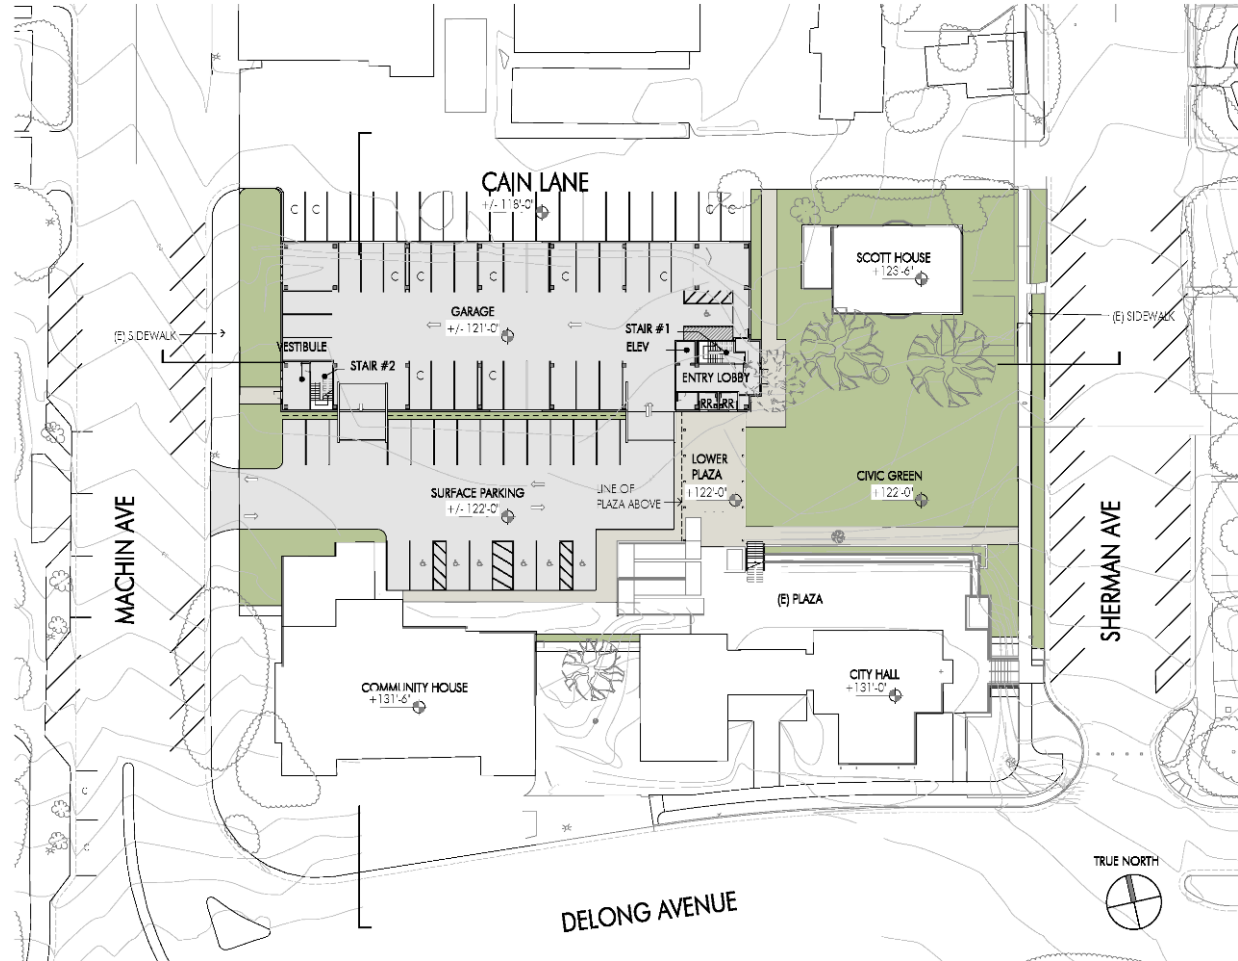 CAIN LANE
+/- 118'-0"
C
C
C
C
SCOTT HOUSE
+123'-6"
C
C
C
C
C
GARAGE
+/- 121'-0"
(E) SIDEWALK
(E) SIDEWALK
STAIR #1
ELEV
VESTIBULE
STAIR #2
C
C
ENTRY LOBBY
RR
RR
LOWER
PLAZA
+122'-0"
CIVIC GREEN
+122'-0"
SURFACE PARKING
+/- 122'-0"
LINE OF
PLAZA ABOVE
MACHIN AVE
SHERMAN AVE
(E) PLAZA
COMMUNITY HOUSE
+131'-6"
CITY HALL
+131'-0"
C
C
TRUE NORTH
DELONG AVENUE